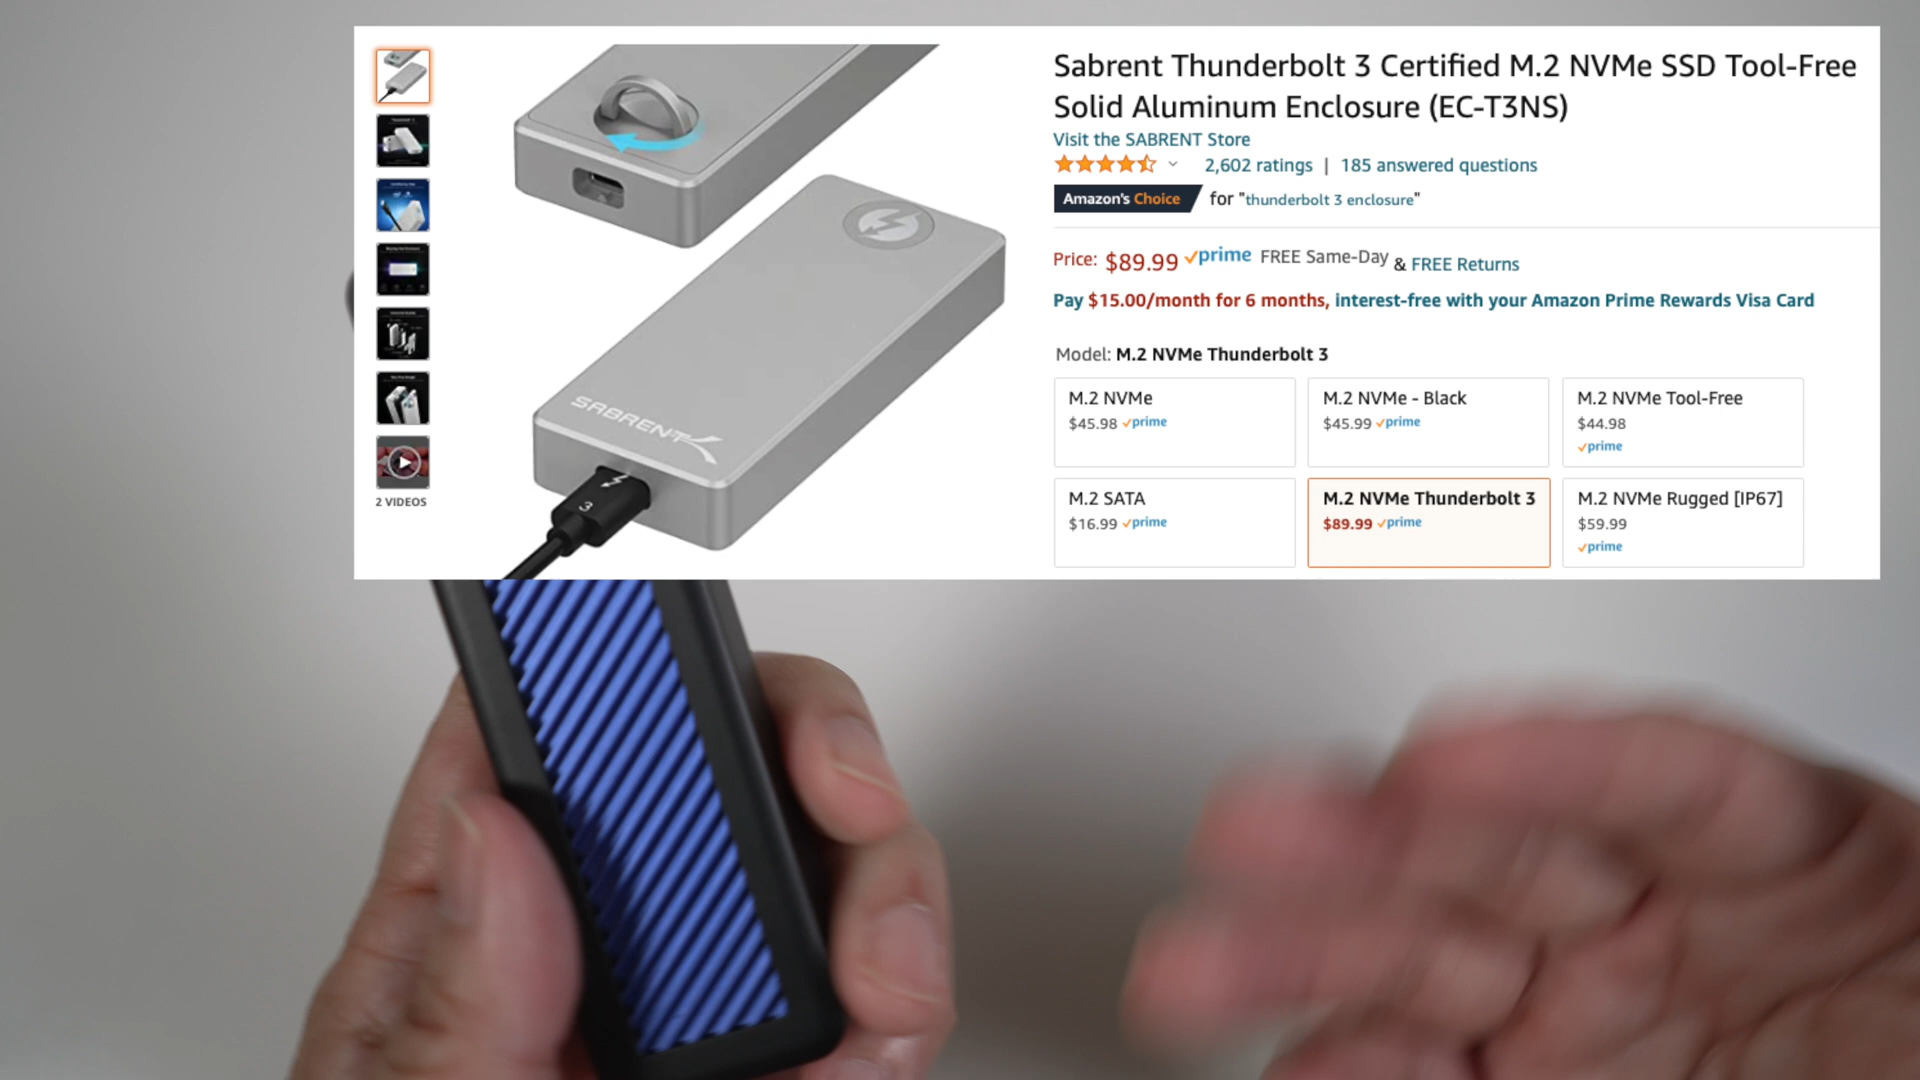 Sabrent Thunderbolt 3 Certified M.2 NVMe SSD Tool-Free
Solid Aluminum Enclosure (EC-T3NS)
Visit the SABRENT Store
2,602 ratings | 185 answered questions
Amazon's Choice for "thunderbolt 3 enclosure"
Price: $89.99 prime FREE Same-Day & FREE Returns
Pay $15.00/month for 6 months, interest-free with your Amazon Prime Rewards Visa Card
Model: M.2 NVMe Thunderbolt 3
M.2 NVMe
$45.98 prime
M.2 NVMe - Black
$45.99 prime
M.2 NVMe Tool-Free
$44.98
prime
M.2 SATA
$16.99 prime
M.2 NVMe Thunderbolt 3
$89.99 prime
M.2 NVMe Rugged [IP67]
$59.99
prime
SABRENT
3
2 VIDEOS